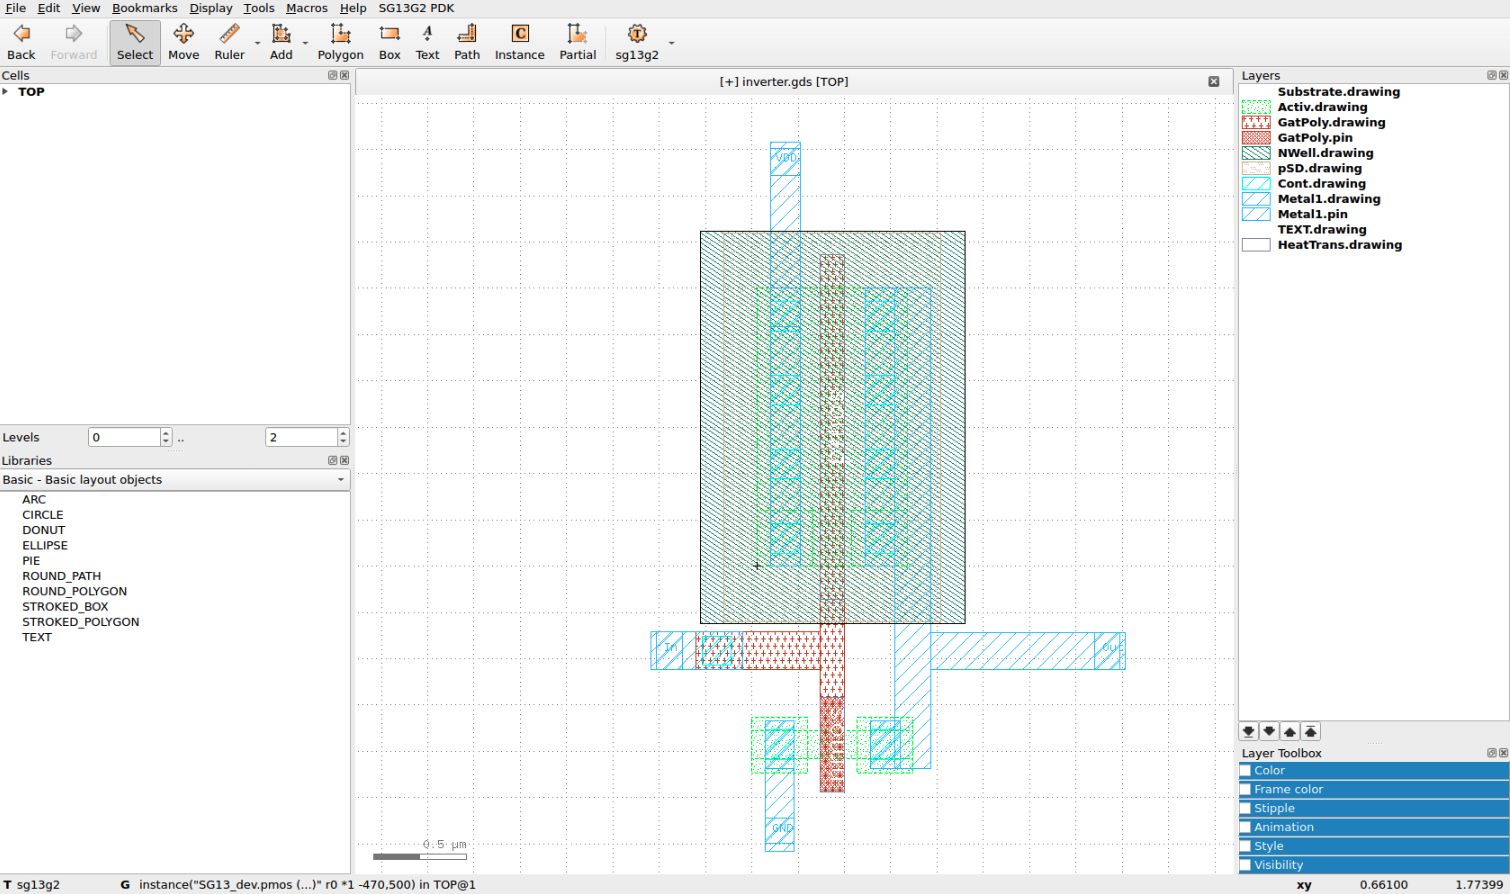 File Edit View Bookmarks Display Tools Macros Help SG13G2 PDK
Back Forward Select Move Ruler Add Polygon Box Text Path Instance Partial sg13g2
Cells
TOP
Levels 0 .. 2
Libraries
Basic - Basic layout objects
ARC
CIRCLE
DONUT
ELLIPSE
PIE
ROUND_PATH
ROUND_POLYGON
STROKED_BOX
STROKED_POLYGON
TEXT
[+] inverter.gds [TOP]
VDD
In
Out
GND
0.5 μm
Layers
Substrate.drawing
Activ.drawing
GatPoly.drawing
GatPoly.pin
NWell.drawing
pSD.drawing
Cont.drawing
Metal1.drawing
Metal1.pin
TEXT.drawing
HeatTrans.drawing
Layer Toolbox
Color
Frame color
Stipple
Animation
Style
Visibility
T sg13g2 G instance("SG13_dev.pmos (...)" r0 *1 -470,500) in TOP@1 xy 0.66100 1.77399